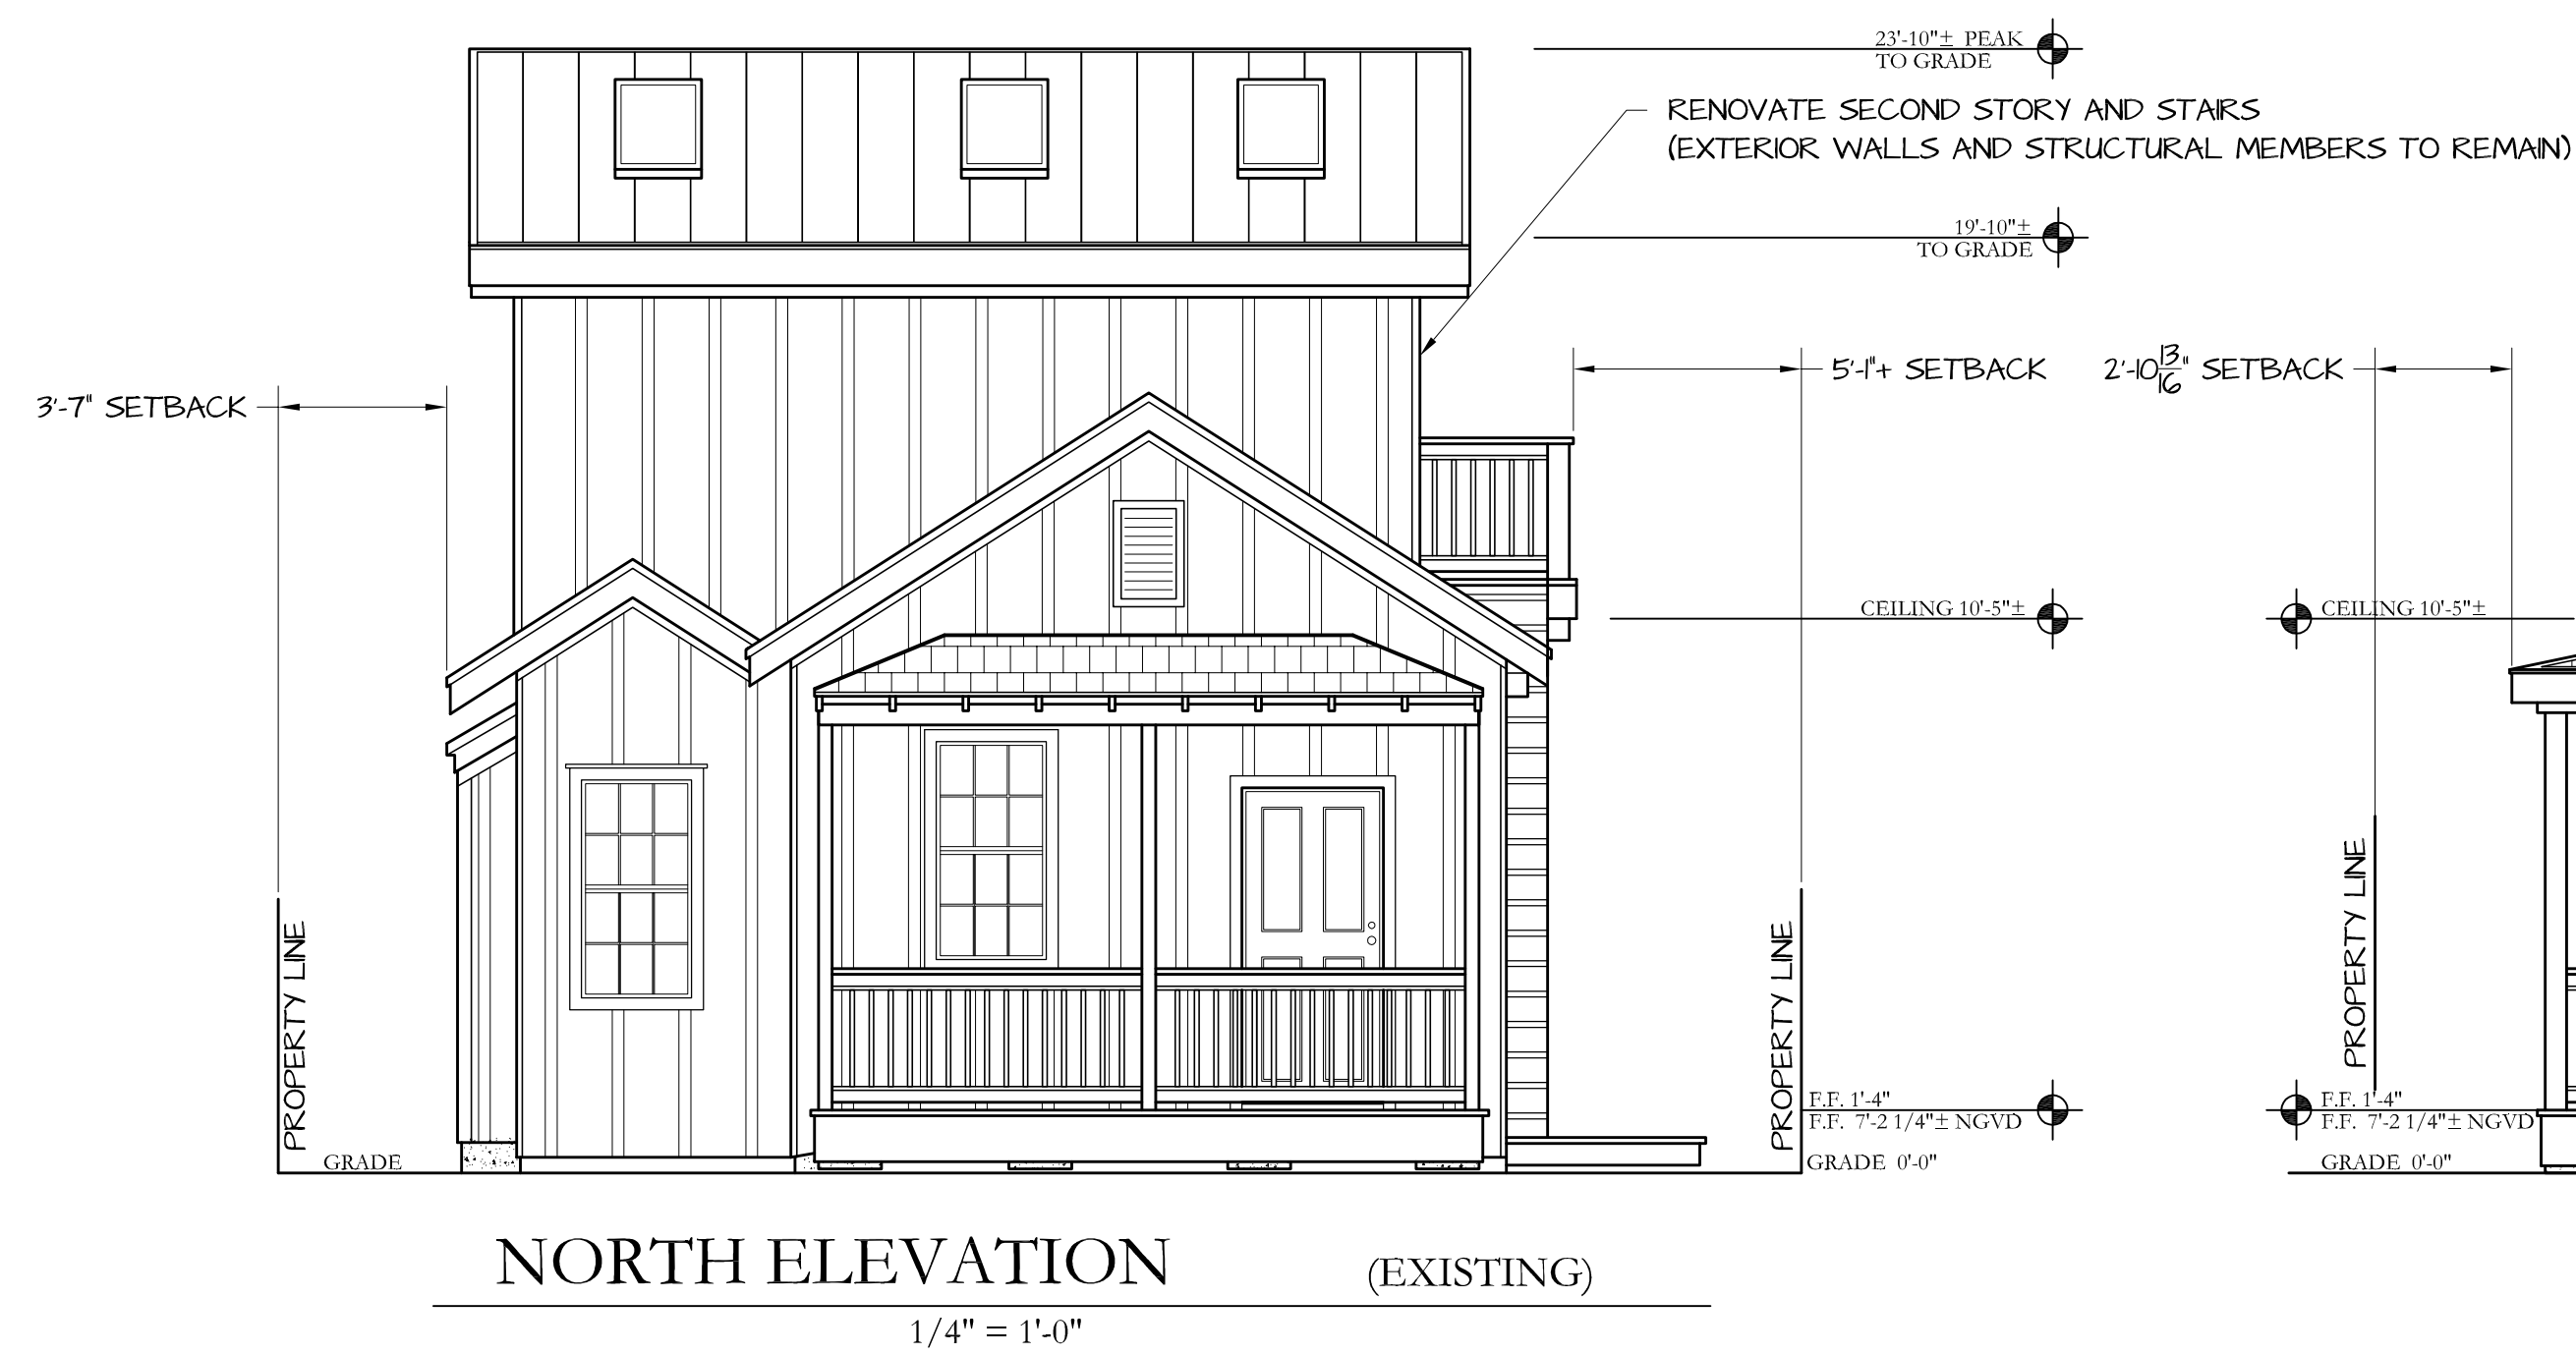 23'-10"± PEAK
TO GRADE
RENOVATE SECOND STORY AND STAIRS
(EXTERIOR WALLS AND STRUCTURAL MEMBERS TO REMAIN)
19'-10"±
TO GRADE
3'-7" SETBACK
5'-1"+ SETBACK
2'-10 13/16" SETBACK
CEILING 10'-5"±
CEILING 10'-5"±
PROPERTY LINE
PROPERTY LINE
PROPERTY LINE
F.F. 1'-4"
F.F. 7'-2 1/4"± NGVD
F.F. 1'-4"
F.F. 7'-2 1/4"± NGVD
GRADE
GRADE 0'-0"
GRADE 0'-0"
NORTH ELEVATION (EXISTING)
1/4" = 1'-0"